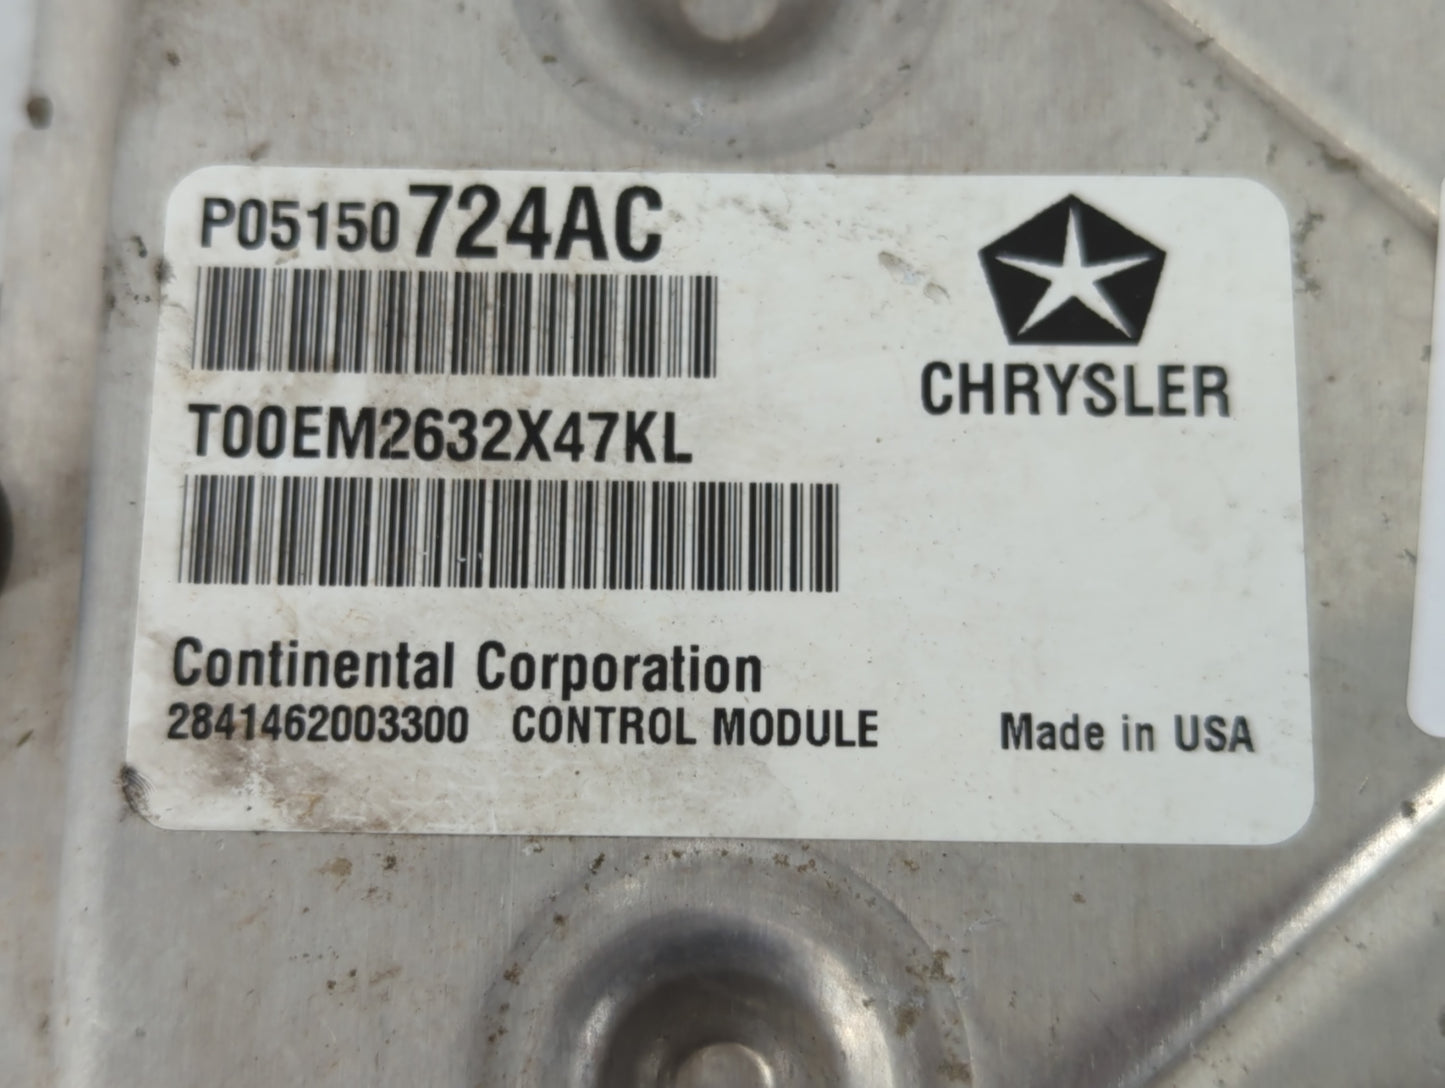 P05150724AC
CHRYSLER
T00EM2632X47KL
Continental Corporation
2841462003300 CONTROL MODULE Made in USA